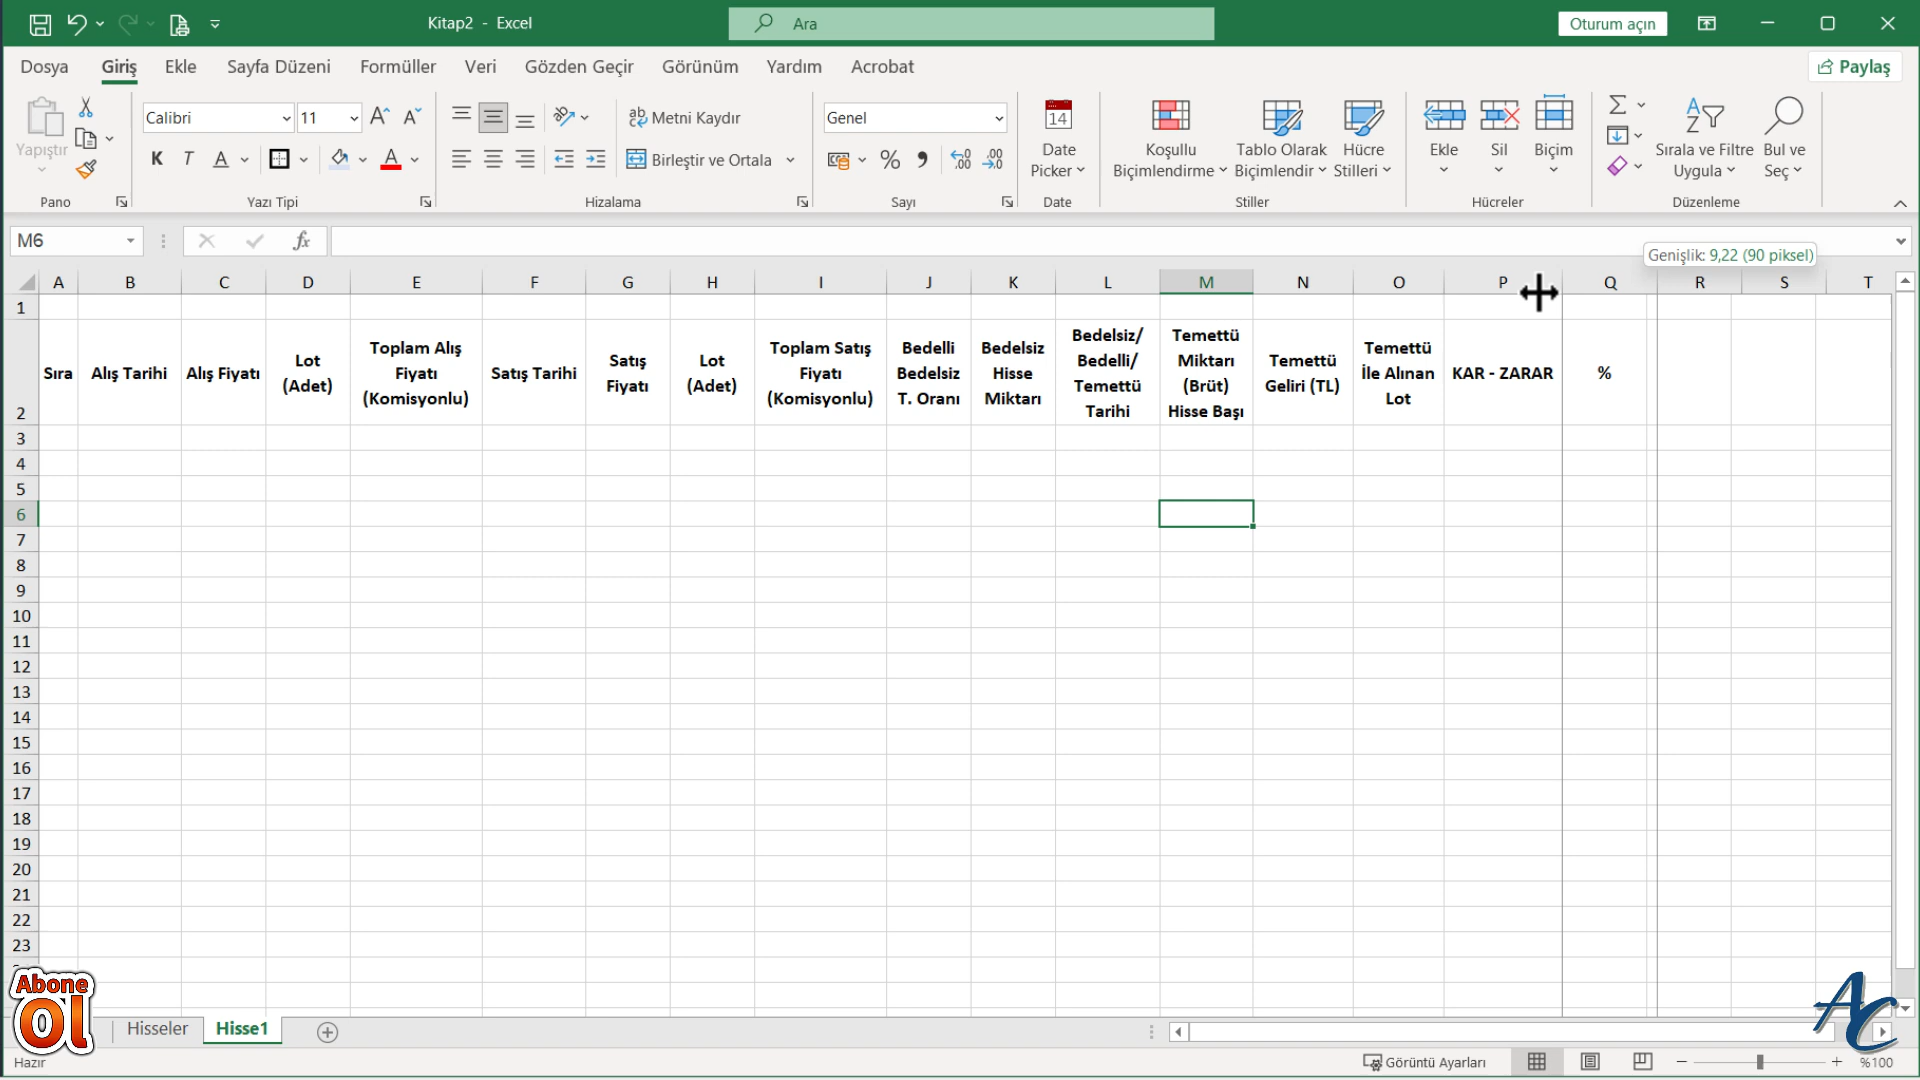 Kitap2 - Excel
Ara
Oturum açın
Dosya Giriş Ekle Sayfa Düzeni Formüller Veri Gözden Geçir Görünüm Yardım Acrobat
Paylaş
Yapıştır
Calibri 11
K T A
Metni Kaydır
Birleştir ve Ortala
Genel
14
Date
Picker
Koşullu
Biçimlendirme
Tablo Olarak
Biçimlendir
Hücre
Stilleri
Ekle
Sil
Biçim
Sırala ve Filtre
Uygula
Bul ve
Seç
Pano Yazı Tipi Hizalama Sayı Date Stiller Hücreler Düzenleme
M6
fx
Genişlik: 9,22 (90 piksel)
A B C D E F G H I J K L M N O P Q R S T
1
Sıra
Alış Tarihi
Alış Fiyatı
Lot
(Adet)
Toplam Alış
Fiyatı
(Komisyonlu)
Satış Tarihi
Satış
Fiyatı
Lot
(Adet)
Toplam Satış
Fiyatı
(Komisyonlu)
Bedelli
Bedelsiz
T. Oranı
Bedelsiz
Hisse
Miktarı
Bedelsiz/
Bedelli/
Temettü
Tarihi
Temettü
Miktarı
(Brüt)
Hisse Başı
Temettü
Geliri (TL)
Temettü
İle Alınan
Lot
KAR - ZARAR
%
2
3
4
5
6
7
8
9
10
11
12
13
14
15
16
17
18
19
20
21
22
23
Abone
Ol
Hisseler Hisse1
AC
Hazır
Görüntü Ayarları
%100